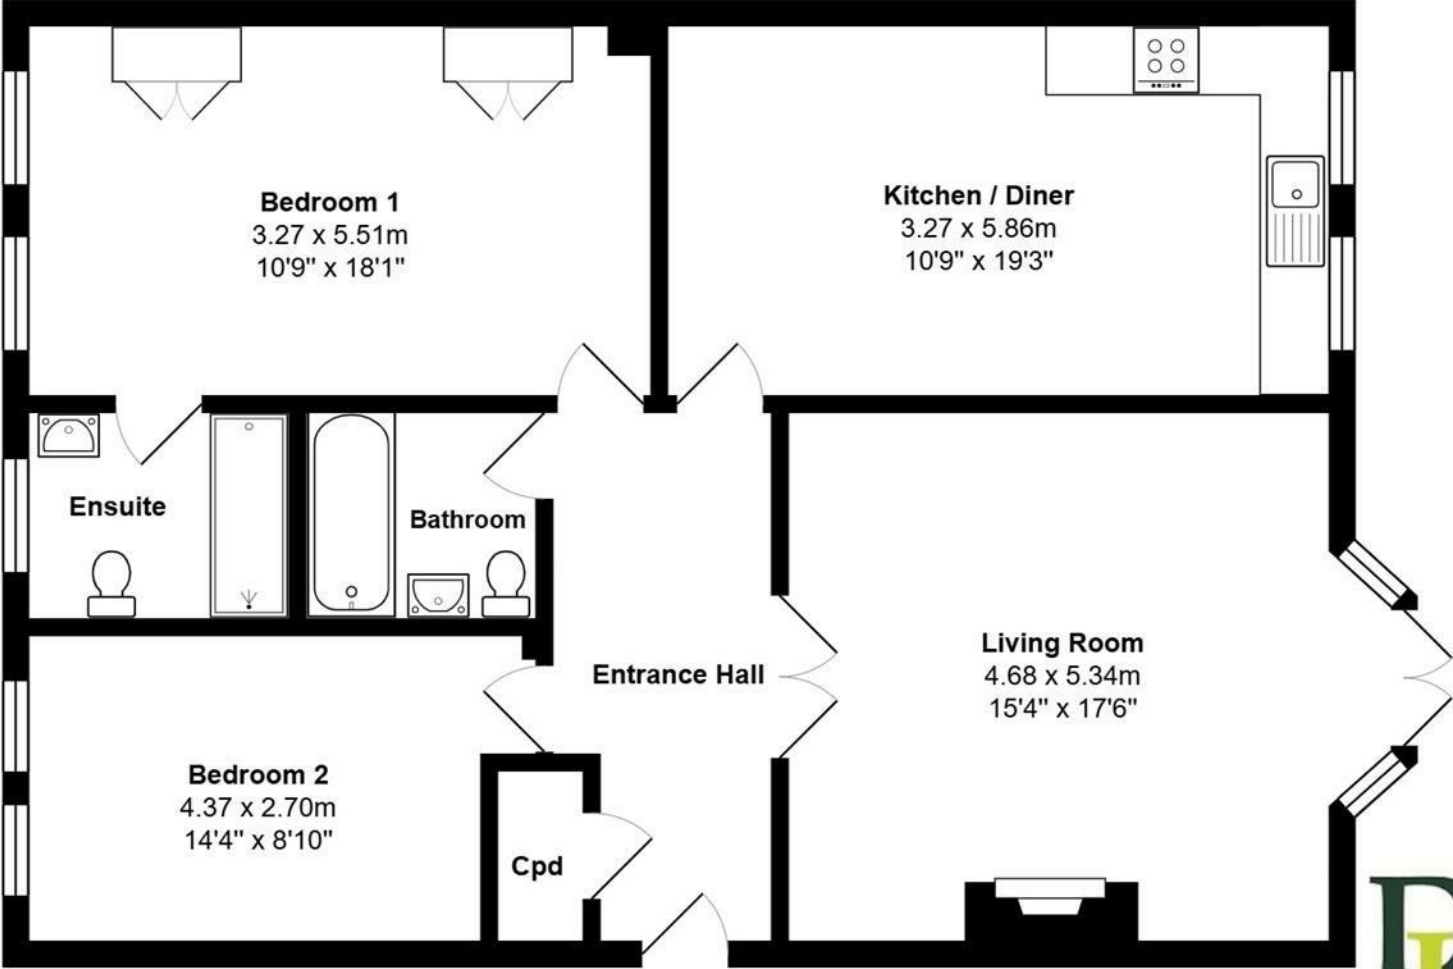 Bedroom 1
3.27 x 5.51m
10'9" x 18'1"
Kitchen / Diner
3.27 x 5.86m
10'9" x 19'3"
Ensuite
Bathroom
Entrance Hall
Living Room
4.68 x 5.34m
15'4" x 17'6"
Bedroom 2
4.37 x 2.70m
14'4" x 8'10"
Cpd